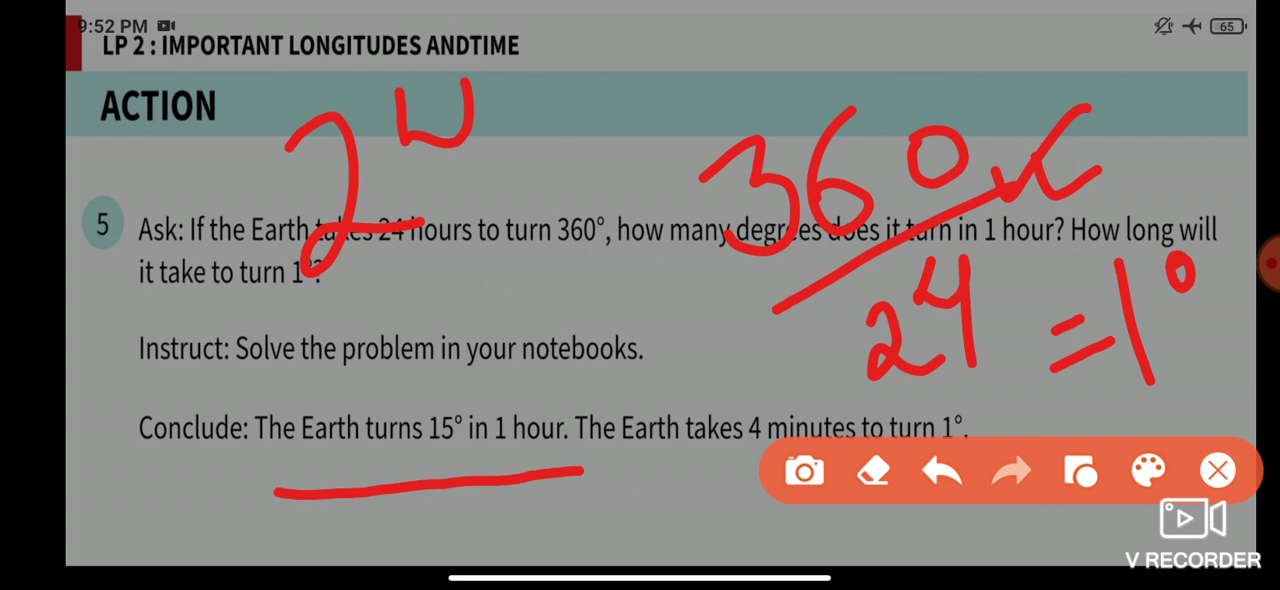 9:52 PM
65
LP 2 : IMPORTANT LONGITUDES ANDTIME
ACTION
360
24
=1°
5 Ask: If the Earth takes 24 hours to turn 360°, how many degrees does it turn in 1 hour? How long will
it take to turn 1°?
Instruct: Solve the problem in your notebooks.
Conclude: The Earth turns 15° in 1 hour. The Earth takes 4 minutes to turn 1°.
V RECORDER